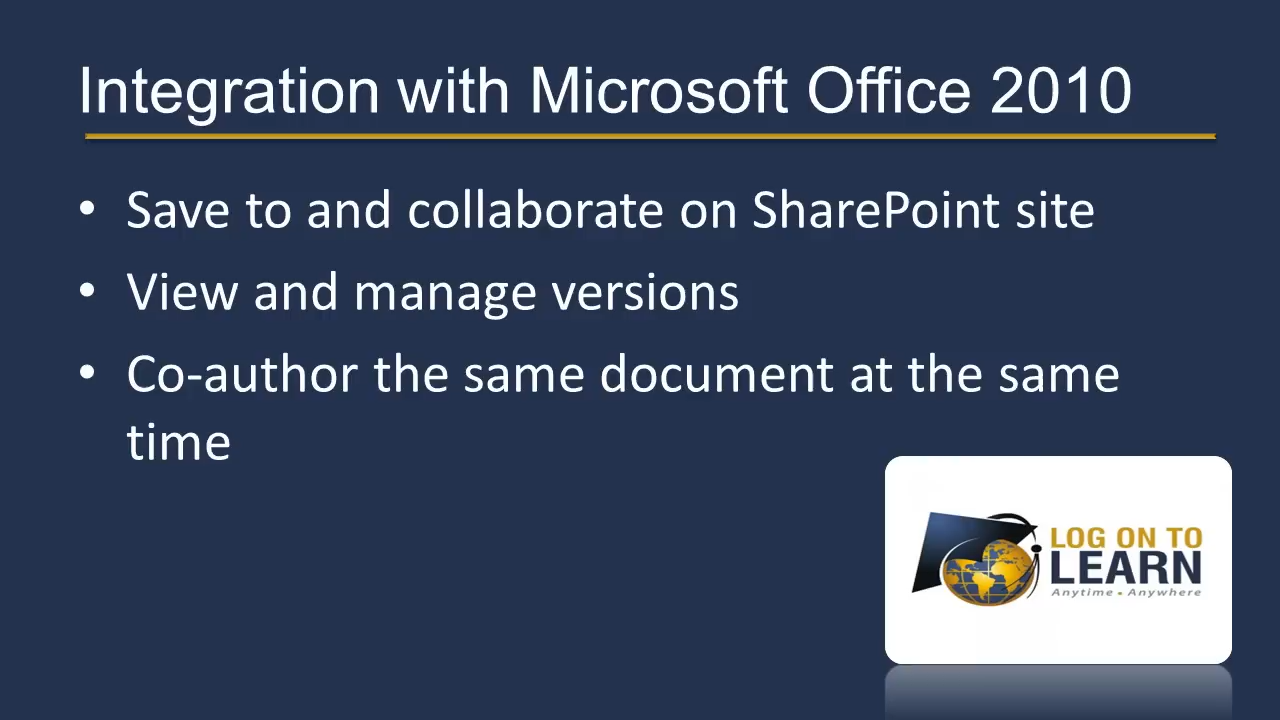 Integration with Microsoft Office 2010
• Save to and collaborate on SharePoint site
• View and manage versions
• Co-author the same document at the same
time
LOG ON TO
LEARN
Anytime • Anywhere